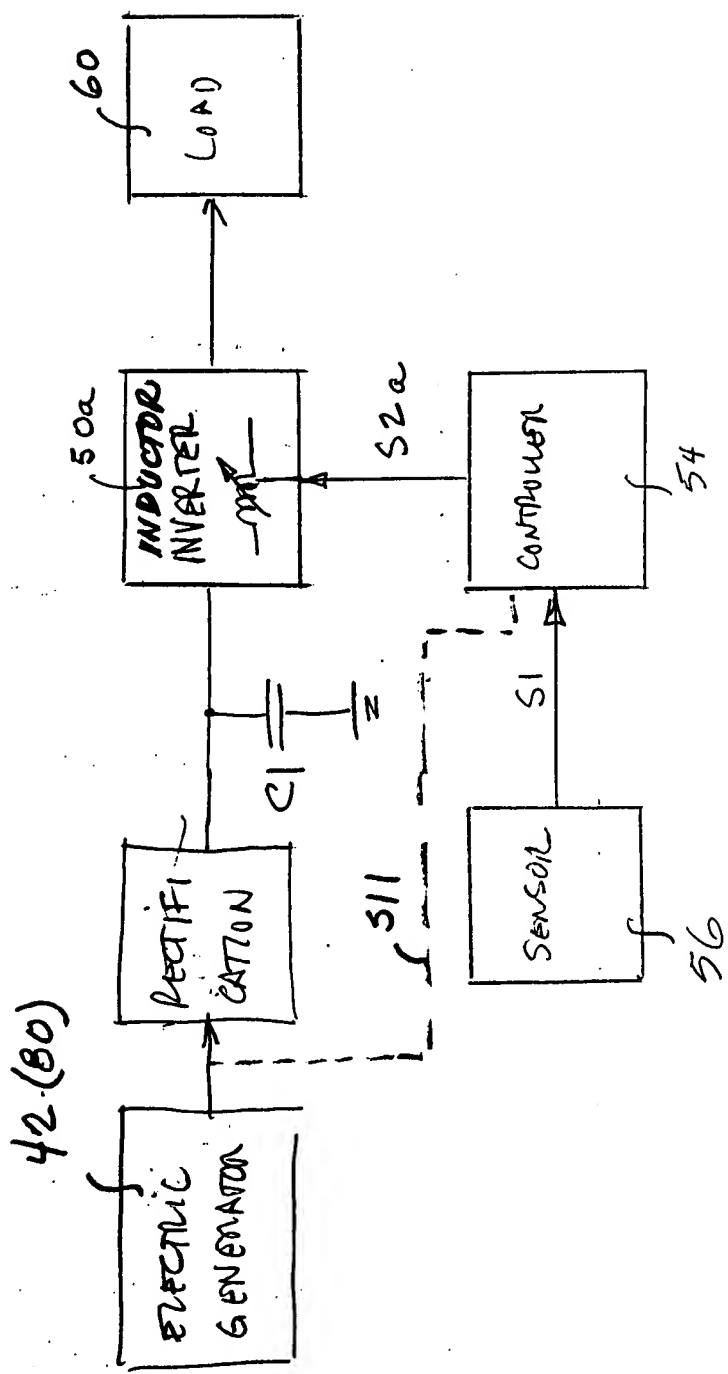 42-(80)
ELECTRIC
GENERATOR
RECTIFI
CATION
C1
50a
INDUCTOR
INVERTER
60
LOAD
S11
S2a
SENSOR
56
S1
CONTROLLER
54